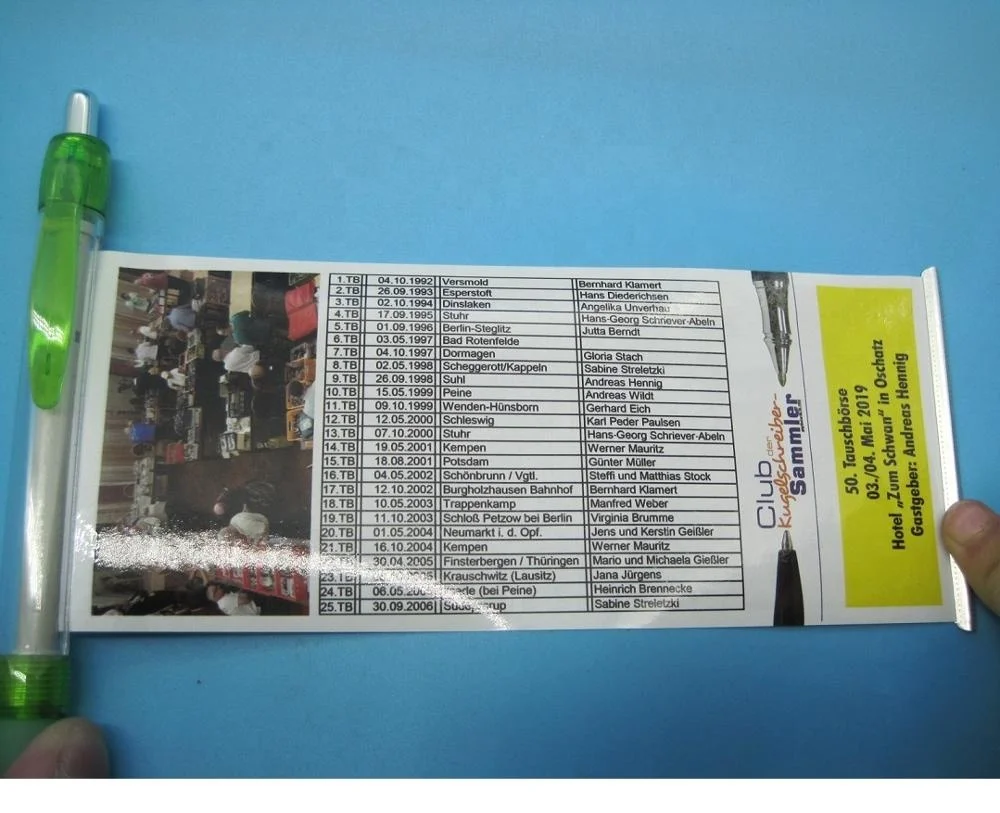 1.TB 04.10.1992 Versmold Bernhard Klamert
2.TB 26.09.1993 Esperstoft Hans Diederichsen
3.TB 02.10.1994 Dinslaken Angelika Unverhau
4.TB 17.09.1995 Stuhr Hans-Georg Schriever-Abeln
5.TB 01.09.1996 Berlin-Steglitz Jutta Berndt
6.TB 03.05.1997 Bad Rotenfelde
7.TB 04.10.1997 Dormagen Gloria Stach
8.TB 02.05.1998 Scheggerott/Kappeln Sabine Streletzki
9.TB 26.09.1998 Suhl Andreas Hennig
10.TB 15.05.1999 Peine Andreas Wildt
11.TB 09.10.1999 Wenden-Hünsborn Gerhard Eich
12.TB 12.05.2000 Schleswig Karl Peder Paulsen
13.TB 07.10.2000 Stuhr Hans-Georg Schriever-Abeln
14.TB 19.05.2001 Kempen Werner Mauritz
15.TB 18.08.2001 Potsdam Günter Müller
16.TB 04.05.2002 Schönbrunn / Vgtl. Steffi und Matthias Stock
17.TB 12.10.2002 Burgholzhausen Bahnhof Bernhard Klamert
18.TB 10.05.2003 Trappenkamp Manfred Weber
19.TB 11.10.2003 Schloß Petzow bei Berlin Virginia Brumme
20.TB 01.05.2004 Neumarkt i. d. Opf. Jens und Kerstin Geißler
21.TB 16.10.2004 Kempen Werner Mauritz
30.04.2005 Finsterbergen / Thüringen Mario und Michaela Gießler
23.TB Krauschwitz (Lausitz) Jana Jürgens
24.TB (bei Peine) Heinrich Brennecke
25.TB 30.09.2006 Sabine Streletzki
Club der
Kugelschreiber-
Sammler
50. Tauschbörse
03./04. Mai 2019
Hotel „Zum Schwan" in Oschatz
Gastgeber: Andreas Hennig